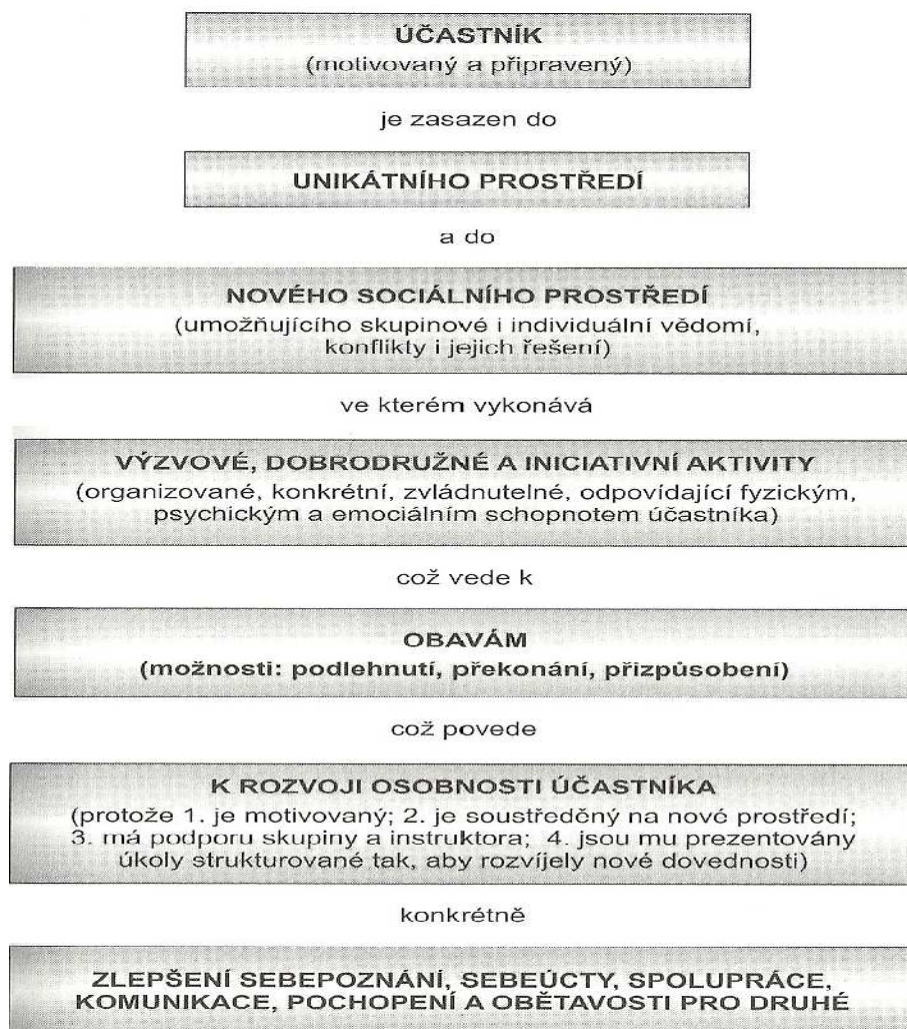 ÚČASTNÍK
(motivovaný a připravený)
je zasazen do
UNIKÁTNÍHO PROSTŘEDÍ
a do
NOVÉHO SOCIÁLNÍHO PROSTŘEDÍ
(umožňujícího skupinové i individuální vědomí,
konflikty i jejich řešení)
ve kterém vykonává
VÝZVOVÉ, DOBRODRUŽNÉ A INICIATIVNÍ AKTIVITY
(organizované, konkrétní, zvládnutelné, odpovídající fyzickým,
psychickým a emociálním schopnotem účastníka)
což vede k
OBAVÁM
(možnosti: podlehnutí, překonání, přizpůsobení)
což povede
K ROZVOJI OSOBNOSTI ÚČASTNÍKA
(protože 1. je motivovaný; 2. je soustředěný na nové prostředí;
3. má podporu skupiny a instruktora; 4. jsou mu prezentovány
úkoly strukturované tak, aby rozvíjely nové dovednosti)
konkrétně
ZLEPŠENÍ SEBEPOZNÁNÍ, SEBEÚCTY, SPOLUPRÁCE,
KOMUNIKACE, POCHOPENÍ A OBĚTAVOSTI PRO DRUHÉ